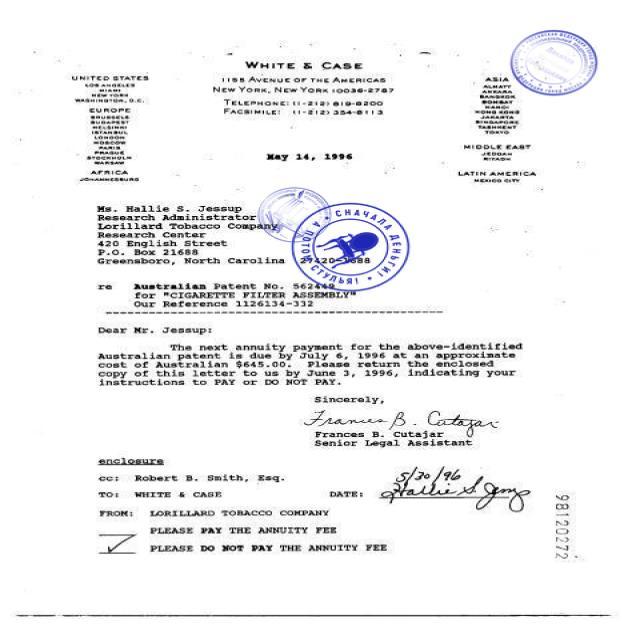 WHITE & CASE
1155 AVENUE OF THE AMERICAS
NEW YORK, NEW YORK 10036-2787
TELEPHONE: (1-212) 819-8200
FACSIMILE: (1-212) 354-8113
UNITED STATES
LOS ANGELES
MIAMI
NEW YORK
WASHINGTON, D.C.
EUROPE
BRUSSELS
BUDAPEST
HELSINKI
ISTANBUL
LONDON
MOSCOW
PARIS
PRAGUE
STOCKHOLM
WARSAW
AFRICA
JOHANNESBURG
ASIA
ALMATY
ANKARA
BANGKOK
BOMBAY
HANOI
HONG KONG
JAKARTA
SINGAPORE
TASHKENT
TOKYO
MIDDLE EAST
JEDDAH
RIYADH
LATIN AMERICA
MEXICO CITY
May 14, 1996
Ms. Hallie S. Jessup
Research Administrator
Lorillard Tobacco Company
Research Center
420 English Street
P.O. Box 21688
Greensboro, North Carolina
СНАЧАЛА ДЕНЬГИ!
А ПОТОМ СТУЛЬЯ!
re Australian Patent No. 562449
for "CIGARETTE FILTER ASSEMBLY"
Our Reference 1126134-332
Dear Mr. Jessup:
The next annuity payment for the above-identified
Australian patent is due by July 6, 1996 at an approximate
cost of Australian $645.00. Please return the enclosed
copy of this letter to us by June 3, 1996, indicating your
instructions to PAY or DO NOT PAY.
Sincerely,
Frances B. Cutajar
Frances B. Cutajar
Senior Legal Assistant
enclosure
cc: Robert B. Smith, Esq.
5/30/96
TO: WHITE & CASE DATE: Hallie S. Jessup
FROM: LORILLARD TOBACCO COMPANY
PLEASE PAY THE ANNUITY FEE
✓ PLEASE DO NOT PAY THE ANNUITY FEE
98120272